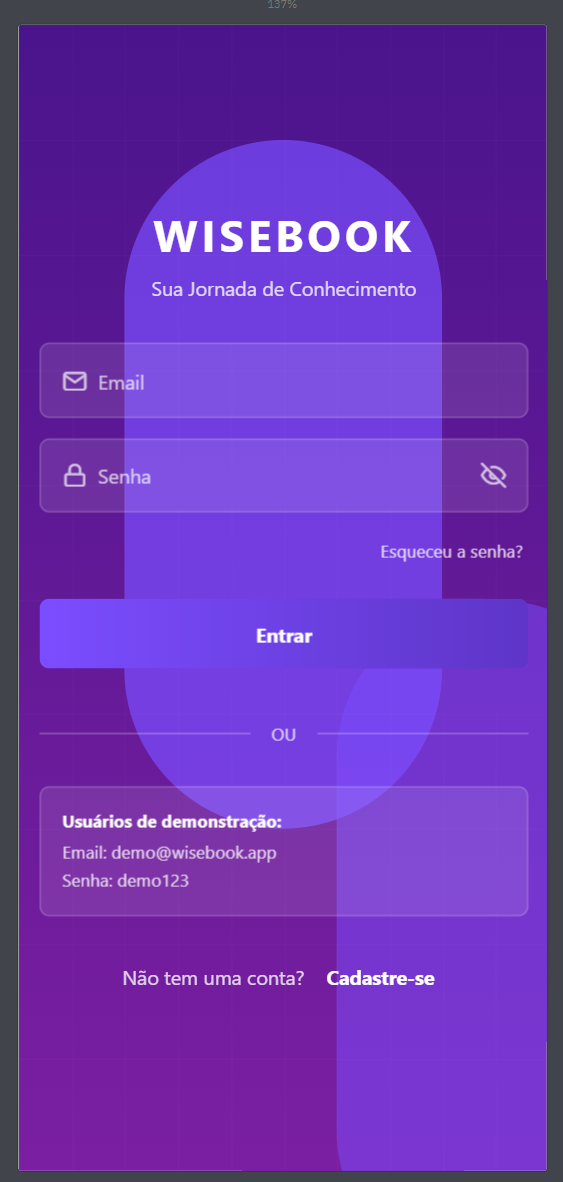 137%
WISEBOOK
Sua Jornada de Conhecimento
Email
Senha
Esqueceu a senha?
Entrar
OU
Usuários de demonstração:
Email: demo@wisebook.app
Senha: demo123
Não tem uma conta? Cadastre-se